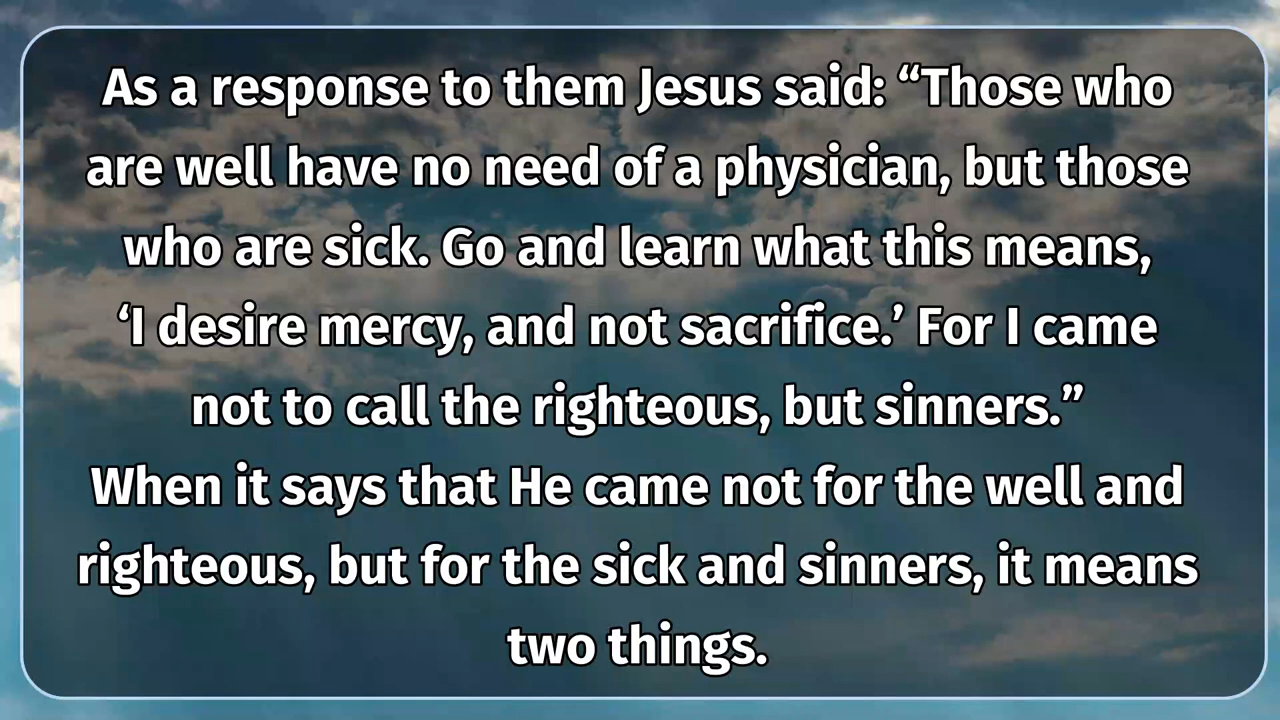 As a response to them Jesus said: “Those who
are well have no need of a physician, but those
who are sick. Go and learn what this means,
‘I desire mercy, and not sacrifice.’ For I came
not to call the righteous, but sinners.”
When it says that He came not for the well and
righteous, but for the sick and sinners, it means
two things.